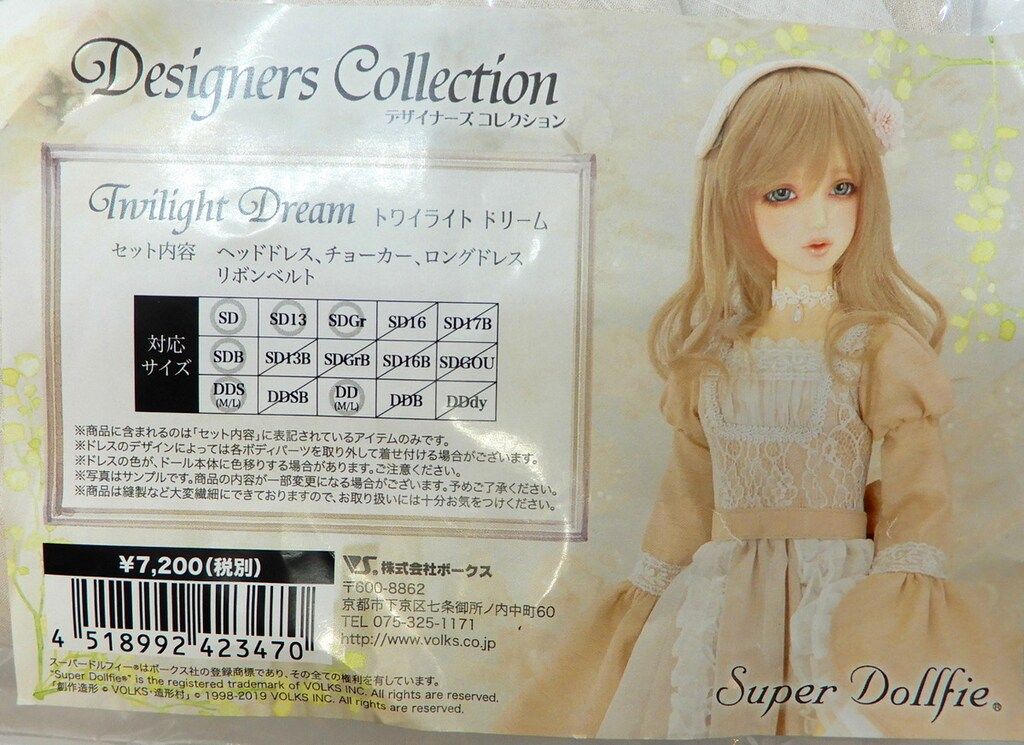 Designers Collection
デザイナーズ コレクション
Twilight Dream トワイライト ドリーム
セット内容 ヘッドドレス、チョーカー、ロングドレス
リボンベルト
対応
サイズ
SD SD13 SDGr SD16 SD17B
SDB SD13B SDGrB SD16B SDGOU
DDS (M/L) DDSB DD (M/L) DDB DDdy
※商品に含まれるのは「セット内容」に表記されているアイテムのみです。
※ドレスのデザインによっては各ボディパーツを取り外して着せ付ける場合がございます。
※ドレスの色が、ドール本体に色移りする場合があります。ご注意ください。
※写真はサンプルです。商品の内容が一部変更になる場合がございます。予めご了承ください。
※商品は縫製など大変繊細にできておりますので、お取り扱いには十分お気をつけください。
¥7,200(税別)
4 518992 423470
VS. 株式会社ボークス
〒600-8862
京都市下京区七条御所ノ内中町60
TEL 075-325-1171
http://www.volks.co.jp
スーパードルフィー®はボークス社の登録商標であり、その全ての権利を有しています。
"Super Dollfie®" is the registered trademark of VOLKS INC. All rights are reserved.
「創作造形 © VOLKS・造形村」 © 1998-2019 VOLKS INC. All rights are reserved.
Super Dollfie®